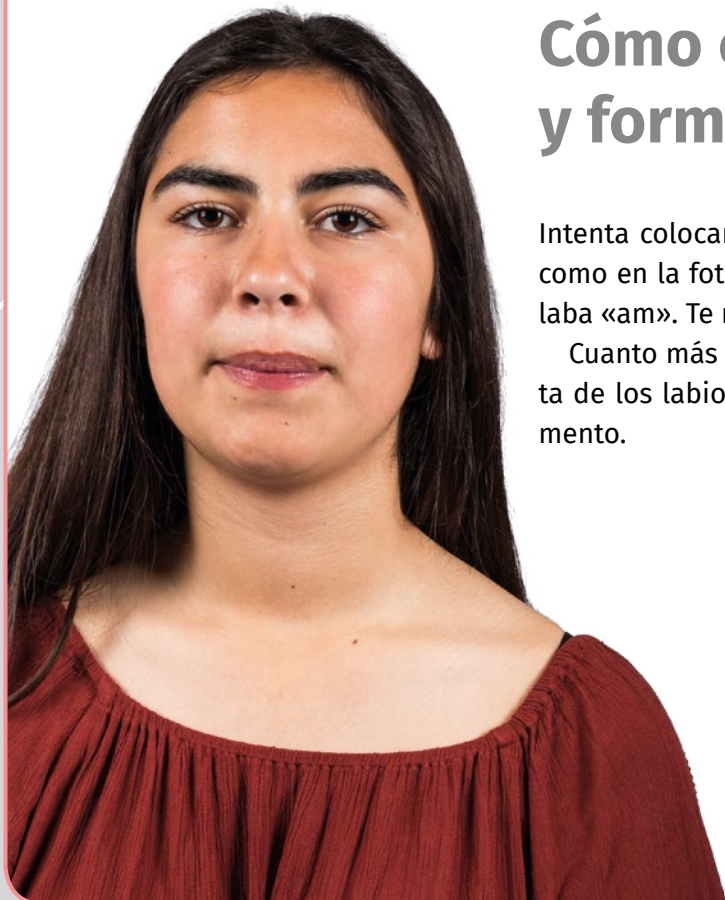 Cómo
y form
Intenta colocar
como en la fot
laba «am». Te
Cuanto más
ta de los labio
mento.